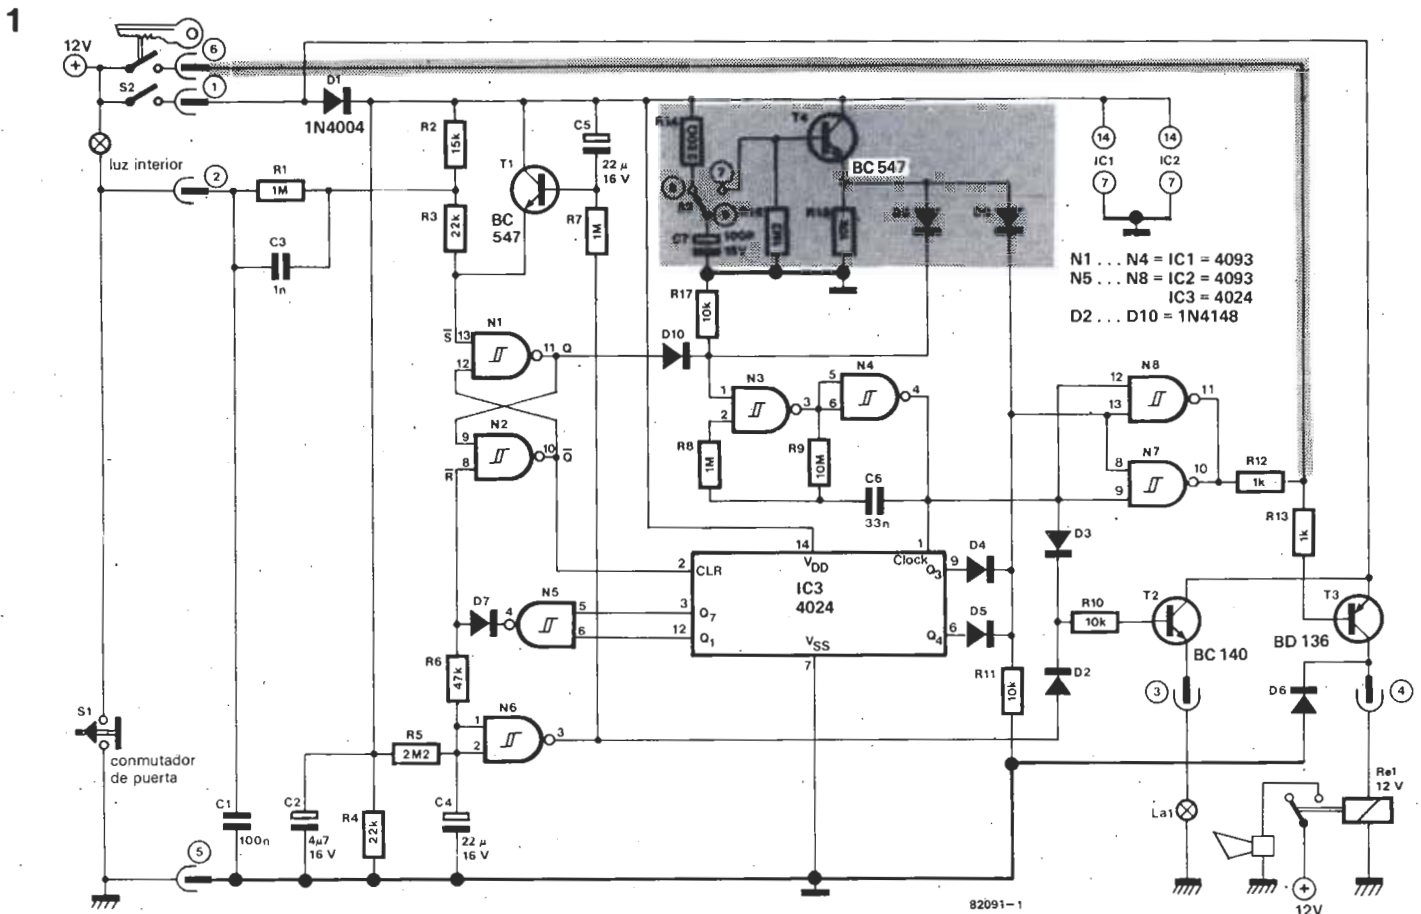 1
12V
+
6
S2
1
D1
1N4004
luz interior
2
R1
1M
C3
1n
R2
15k
R3
22k
T1
BC
547
C5
22 µ
16 V
R7
1M
T4
BC 547
7
R17
10k
14
IC1
7
14
IC2
7
N1 ... N4 = IC1 = 4093
N5 ... N8 = IC2 = 4093
IC3 = 4024
D2 ... D10 = 1N4148
S̅
13
12
N1
11
Q
N2
9
8
R̅
10
Q̅
D10
N3
1
2
3
N4
5
6
4
R8
1M
R9
10M
C6
33n
N8
12
13
11
N7
8
9
10
R12
1k
R13
1k
14
VDD
1
Clock
2
CLR
IC3
4024
3
Q7
12
Q1
VSS
7
Q3
9
D4
Q4
6
D5
D3
D2
R10
10k
R11
10k
T2
BC 140
T3
BD 136
3
4
D6
D7
N5
4
5
6
R6
47k
N6
1
2
3
R5
2M2
S1
conmutador
de puerta
C1
100n
C2
4µ7
16 V
R4
22k
C4
22 µ
16 V
5
La1
Re1
12 V
+
12V
82091-1